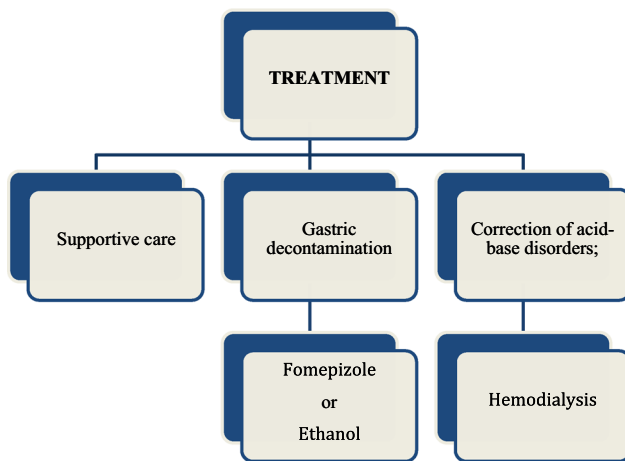 TREATMENT
Supportive care
Gastric
decontamination
Correction of acid-
base disorders;
Fomepizole
or
Ethanol
Hemodialysis